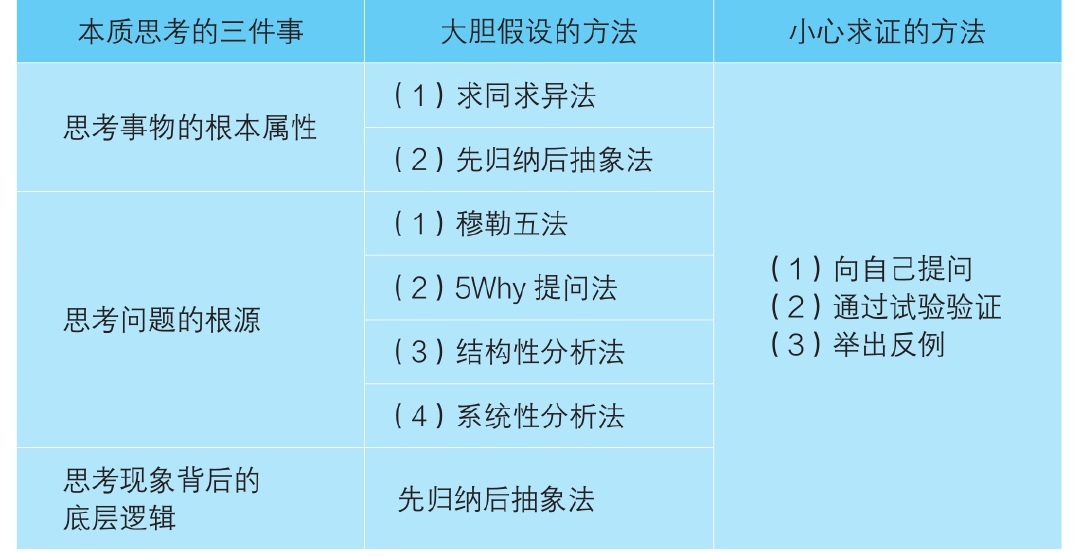 本质思考的三件事
大胆假设的方法
小心求证的方法
思考事物的根本属性
（1）求同求异法
（2）先归纳后抽象法
思考问题的根源
（1）穆勒五法
（2）5Why 提问法
（3）结构性分析法
（4）系统性分析法
思考现象背后的
底层逻辑
先归纳后抽象法
（1）向自己提问
（2）通过试验验证
（3）举出反例